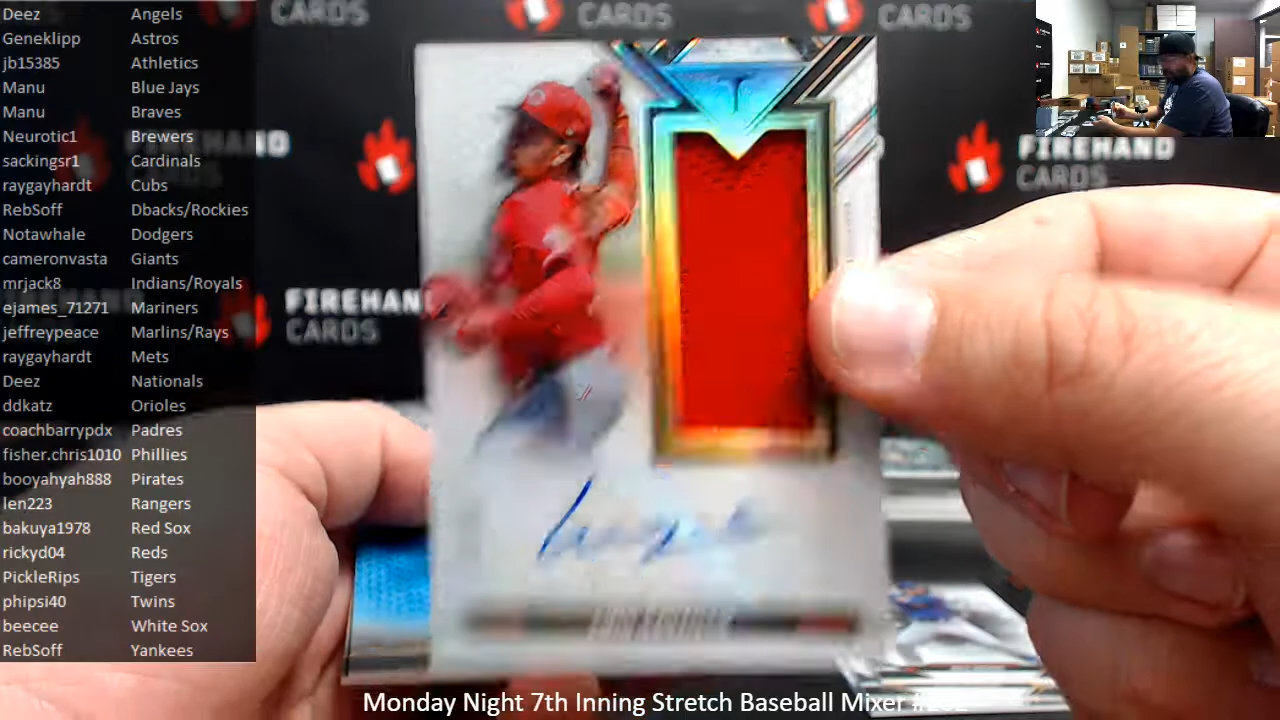 Deez Angels
Geneklipp Astros
jb15385 Athletics
Manu Blue Jays
Manu Braves
Neurotic1 Brewers
sackingsr1 Cardinals
raygayhardt Cubs
RebSoff Dbacks/Rockies
Notawhale Dodgers
cameronvasta Giants
mrjack8 Indians/Royals
ejames_71271 Mariners
jeffreypeace Marlins/Rays
raygayhardt Mets
Deez Nationals
ddkatz Orioles
coachbarrypdx Padres
fisher.chris1010 Phillies
booyahyah888 Pirates
len223 Rangers
bakuya1978 Red Sox
rickyd04 Reds
PickleRips Tigers
phipsi40 Twins
beecee White Sox
RebSoff Yankees
CARDS
CARDS
CARDS
HAND
CARDS
FIREHAND
CARDS
FIREHAN
CARDS
Monday Night 7th Inning Stretch Baseball Mixer